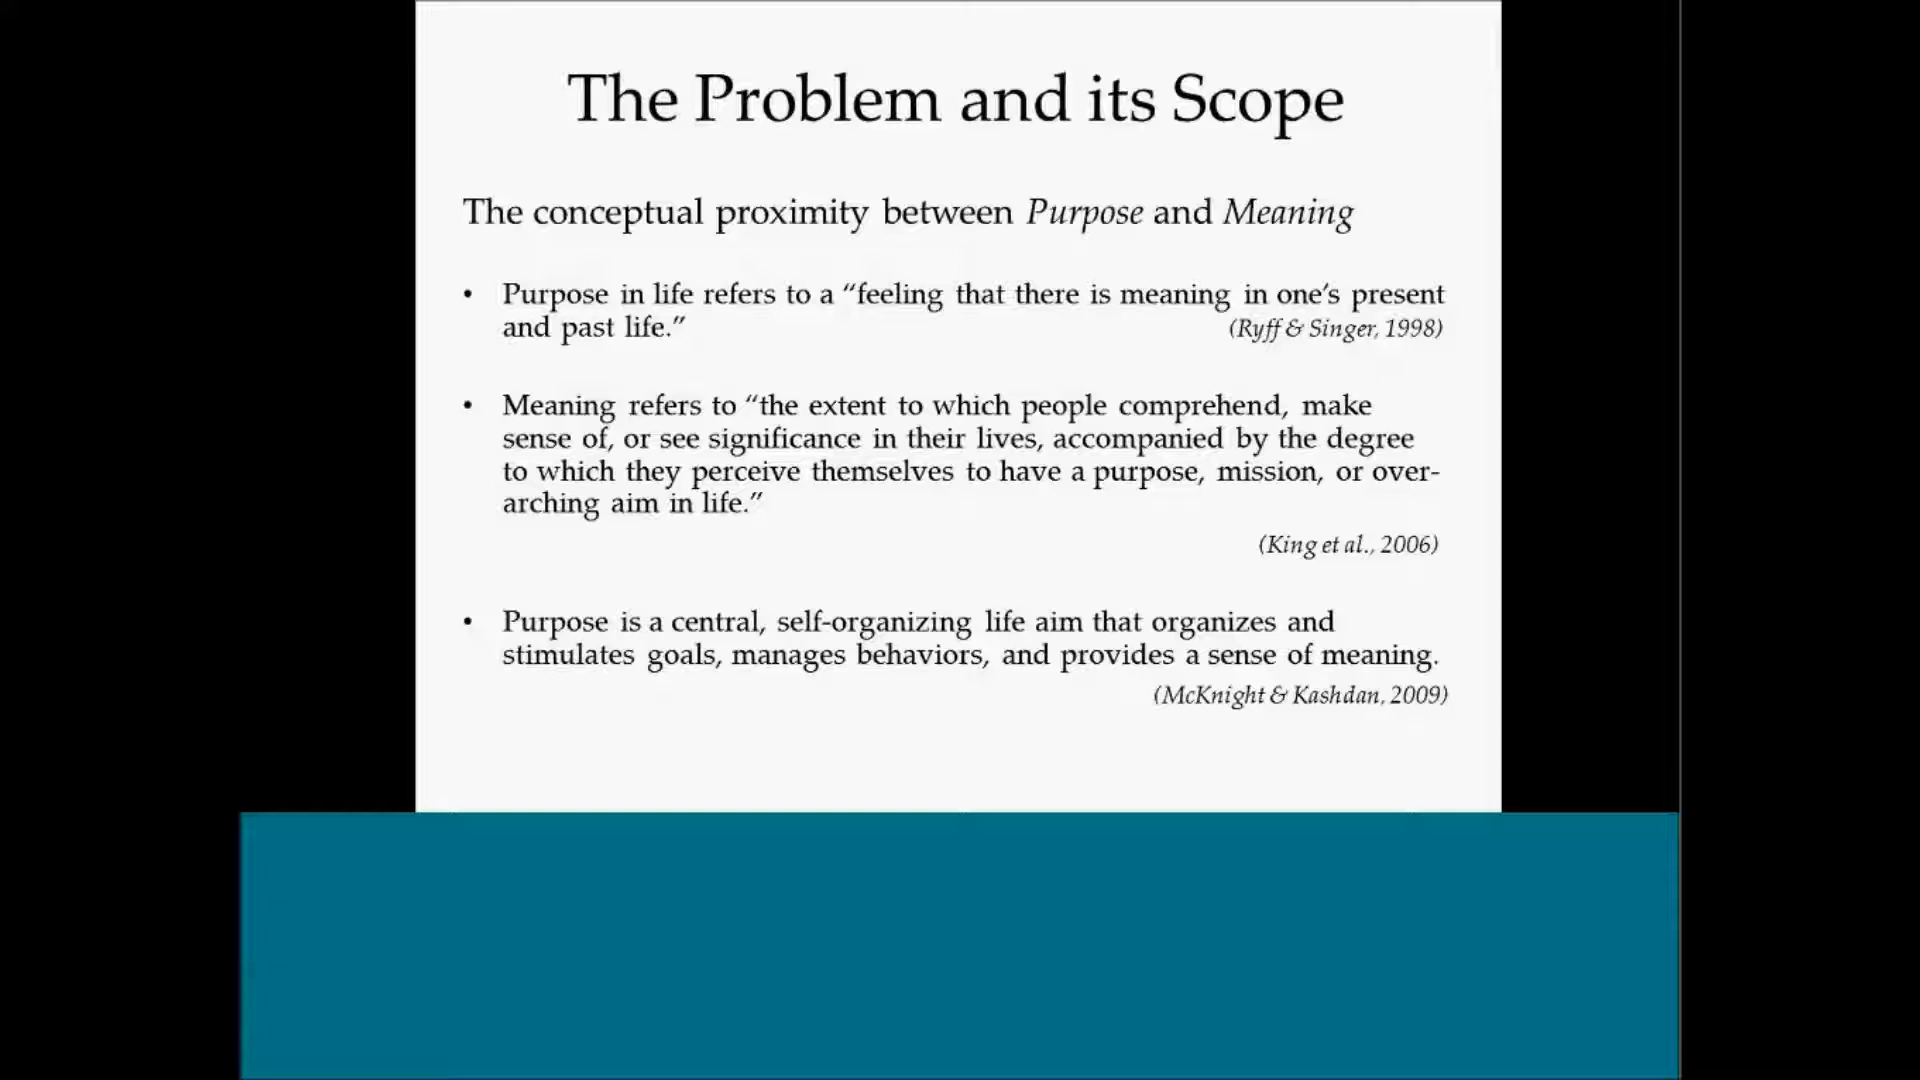 The Problem and its Scope
The conceptual proximity between Purpose and Meaning
• Purpose in life refers to a “feeling that there is meaning in one’s present
and past life.” (Ryff & Singer, 1998)
• Meaning refers to “the extent to which people comprehend, make
sense of, or see significance in their lives, accompanied by the degree
to which they perceive themselves to have a purpose, mission, or over-
arching aim in life.”
(King et al., 2006)
• Purpose is a central, self-organizing life aim that organizes and
stimulates goals, manages behaviors, and provides a sense of meaning.
(McKnight & Kashdan, 2009)